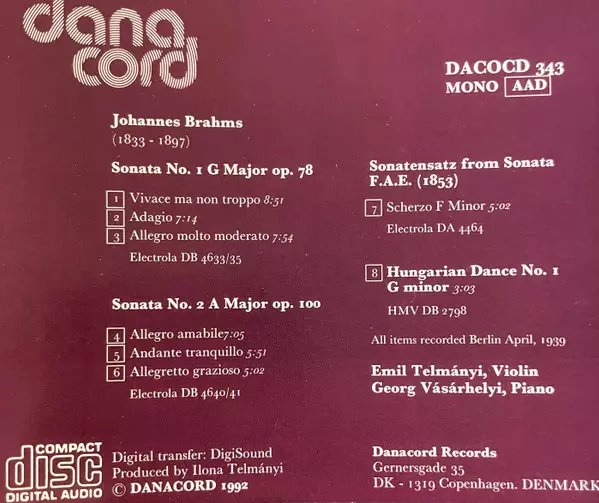 dana
cord
DACOCD 343
MONO AAD
Johannes Brahms
(1833 - 1897)
Sonata No. 1 G Major op. 78
1 Vivace ma non troppo 8:51
2 Adagio 7:14
3 Allegro molto moderato 7:54
Electrola DB 4633/35
Sonata No. 2 A Major op. 100
4 Allegro amabile7:05
5 Andante tranquillo 5:51
6 Allegretto grazioso 5:02
Electrola DB 4640/41
Sonatensatz from Sonata
F.A.E. (1853)
7 Scherzo F Minor 5:02
Electrola DA 4464
8 Hungarian Dance No. 1
G minor 3:03
HMV DB 2798
All items recorded Berlin April, 1939
Emil Telmányi, Violin
Georg Vásárhelyi, Piano
COMPACT
disc
DIGITAL AUDIO
Digital transfer: DigiSound
Produced by Ilona Telmányi
© DANACORD 1992
Danacord Records
Gernersgade 35
DK - 1319 Copenhagen. DENMARK